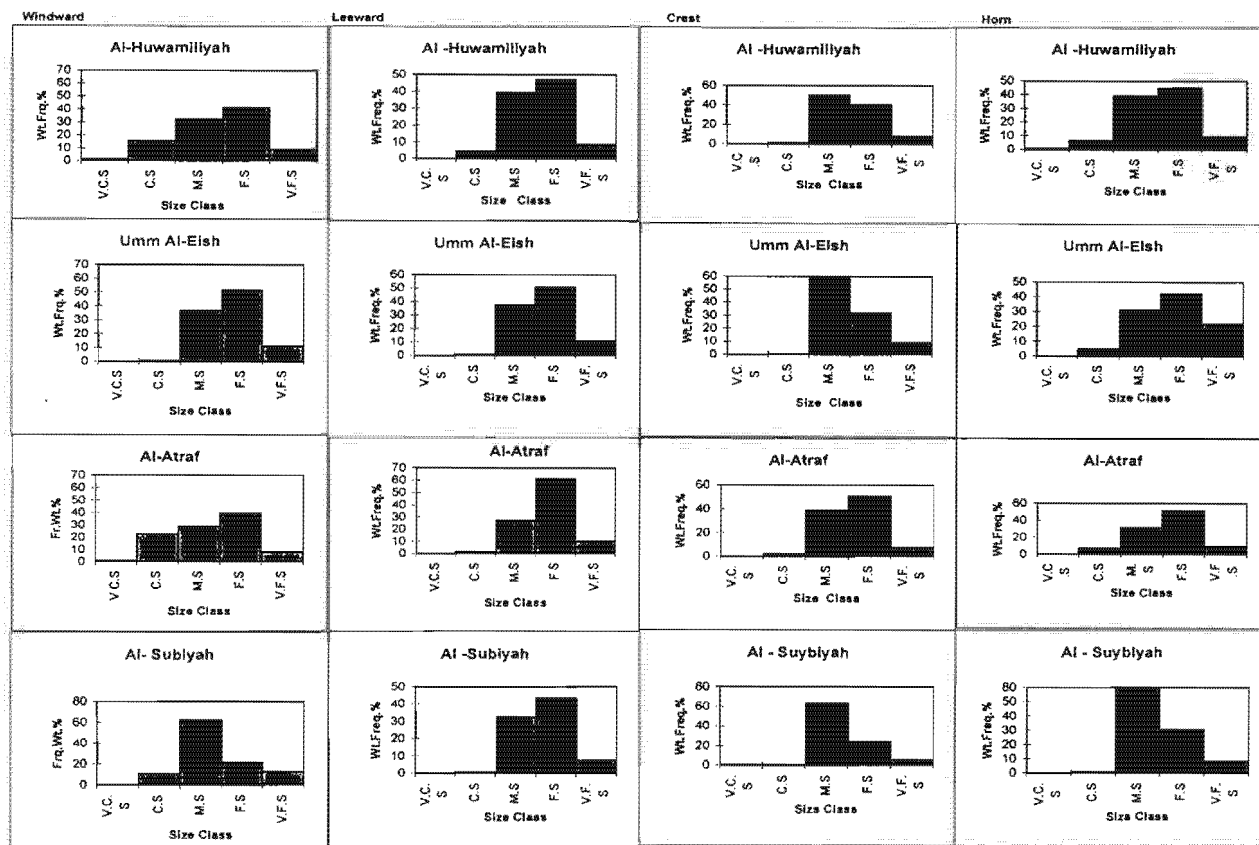 Windward
Leeward
Crest
Horn
Al-Huwamiliyah
Wt.Frq.%
70
60
50
40
30
20
10
0
V.C.S
C.S
M.S
F.S
V.F.S
Size Class
Al -Huwamiliyah
Wt.Freq.%
50
40
30
20
10
0
V.C.
S
C.S
M.S
F.S
V.F.
S
Size Class
Al -Huwamiliyah
Wt.Freq.%
60
40
20
0
V.C
.S
C.S
M.S
F.S
V.F.
S
Size Class
Al -Huwamiliyah
Wt.Freq.%
50
40
30
20
10
0
V.C.
S
C.S
M.S
F.S
V.F.
S
Size Class
Umm Al-Eish
Wt.Frq.%
70
60
50
40
30
20
10
0
V.C.S
C.S
M.S
F.S
V.F.S
Size Class
Umm Al-Eish
Wt.Freq.%
60
50
40
30
20
10
0
V.C.
S
C.S
M.S
F.S
V.F.
S
Size Class
Umm Al-Eish
Wt.Freq.%
60
50
40
30
20
10
0
V.C.
S
C.S
M.S
F.S
V.F.S
Size Class
Umm Al-Eish
Wt.Freq.%
50
40
30
20
10
0
V.C.
S
C.S
M.S
F.S
V.F.
S
Size Class
Al-Atraf
Fr.Wt.%
70
60
50
40
30
20
10
0
V.C.S
C.S
M.S
F.S
V.F.S
Size Class
Al-Atraf
Wt.Freq.%
70
60
50
40
30
20
10
0
V.C.S
C.S
M.S
F.S
V.F.S
Size Class
Al-Atraf
Wt.Freq.%
60
40
20
0
V.C.
S
C.S
M.S
F.S
V.F.
S
Size Class
Al-Atraf
Wt.Freq.%
60
40
20
0
V.C
.S
C.S
M.
S
F.S
V.F
.S
Size Class
Al- Subiyah
Frq.Wt.%
80
60
40
20
0
V.C.
S
C.S
M.S
F.S
V.F.S
Size Class
Al -Subiyah
Wt.Freq.%
50
40
30
20
10
0
V.C.
S
C.S
M.S
F.S
V.F.
S
Size Class
Al - Suybiyah
Wt.Freq.%
80
60
40
20
0
V.C.
S
C.S
M.S
F.S
V.F.
S
Size Class
Al - Suybiyah
Wt.Freq.%
80
60
40
20
0
V.C.
S
C.S
M.S
F.S
V.F.
S
Size Class